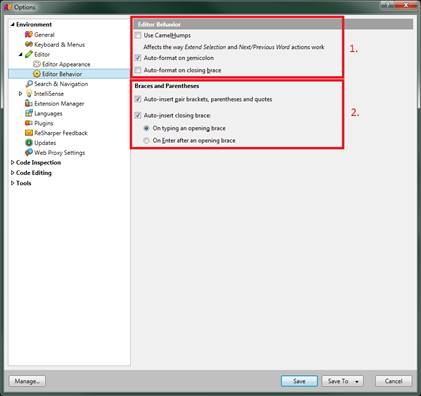 Options
Environment
General
Keyboard & Menus
Editor
Editor Appearance
Editor Behavior
Search & Navigation
IntelliSense
Extension Manager
Languages
Plugins
ReSharper Feedback
Updates
Web Proxy Settings
Code Inspection
Code Editing
Tools
Editor Behavior
Use CamelHumps
Affects the way Extend Selection and Next/Previous Word actions work
Auto-format on semicolon
Auto-format on closing brace
1.
Braces and Parentheses
Auto-insert pair brackets, parentheses and quotes
Auto-insert closing brace:
On typing an opening brace
On Enter after an opening brace
2.
Manage...
Save
Save To
Cancel